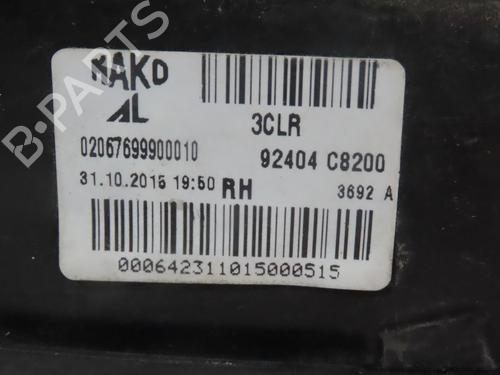 B-PARTS
MAKO
AL
3CLR
02067699900010
92404 C8200
31.10.2015 19:50 RH
3692 A
000642311015000515